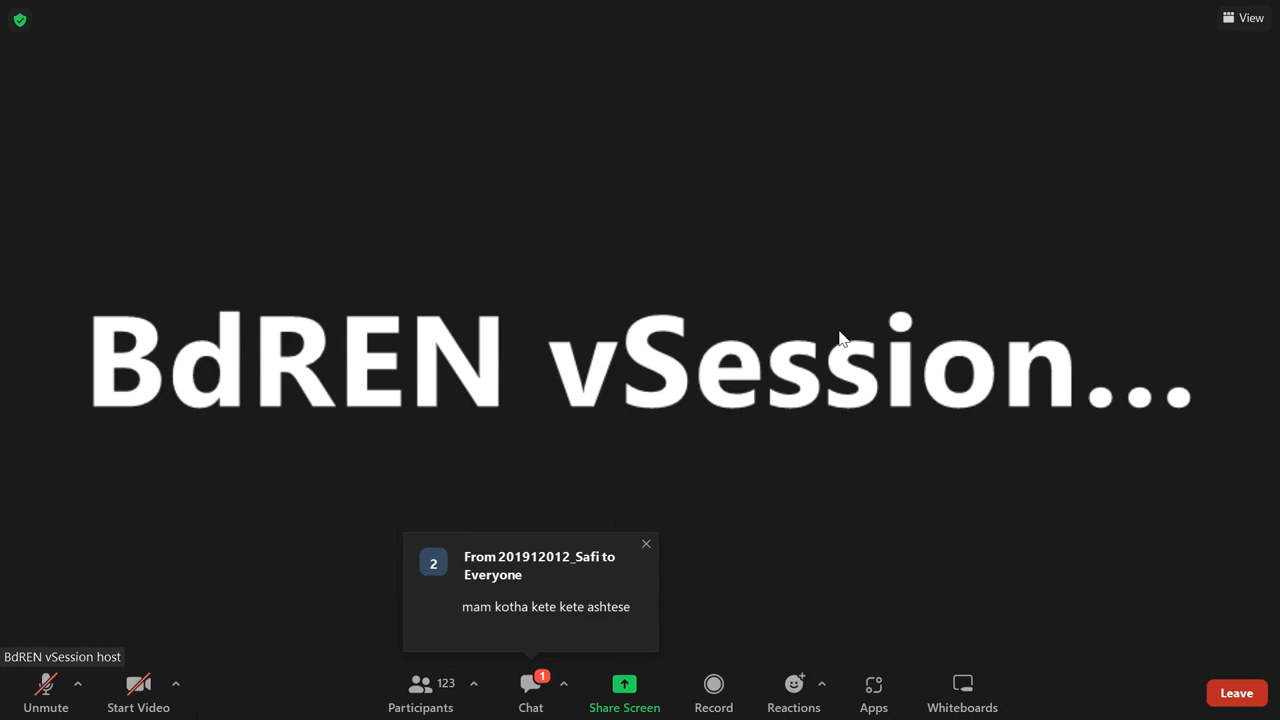 View
BdREN vSession...
2
From 201912012_Safi to
Everyone
mam kotha kete kete ashtese
BdREN vSession host
Unmute
Start Video
123
Participants
1
Chat
Share Screen
Record
Reactions
Apps
Whiteboards
Leave